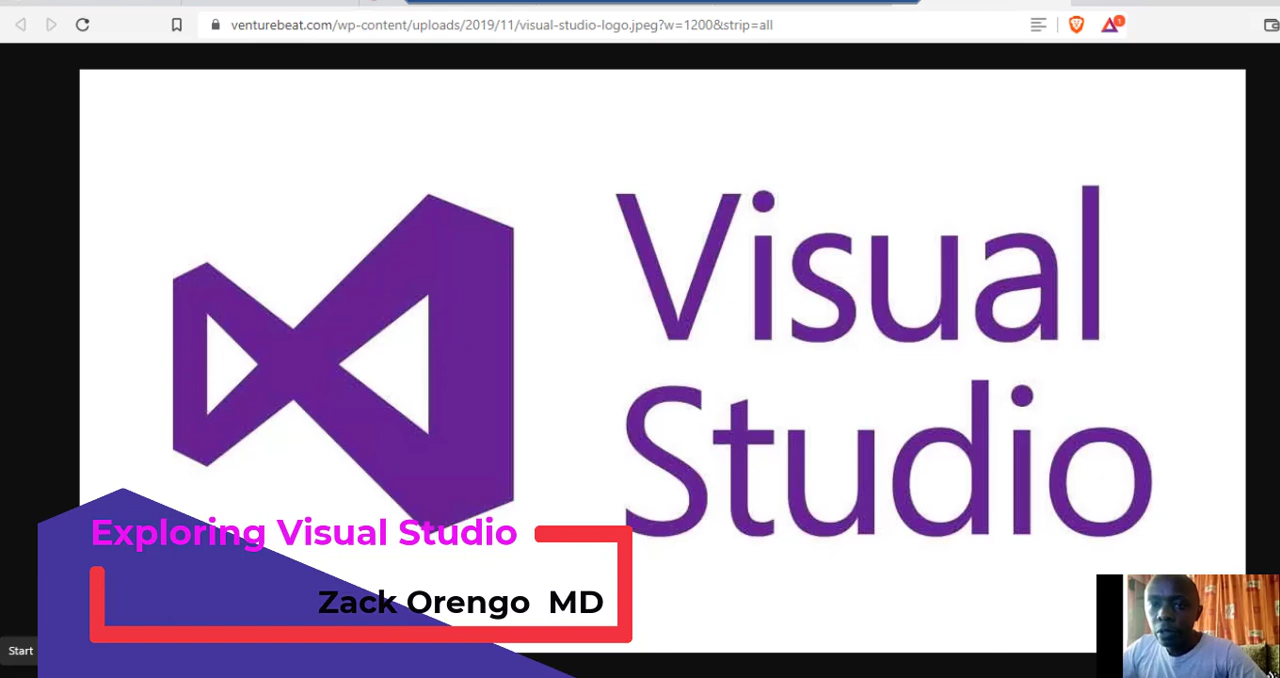 venturebeat.com/wp-content/uploads/2019/11/visual-studio-logo.jpeg?w=1200&strip=all
1
Visual
Studio
Exploring Visual Studio
Zack Orengo MD
Start